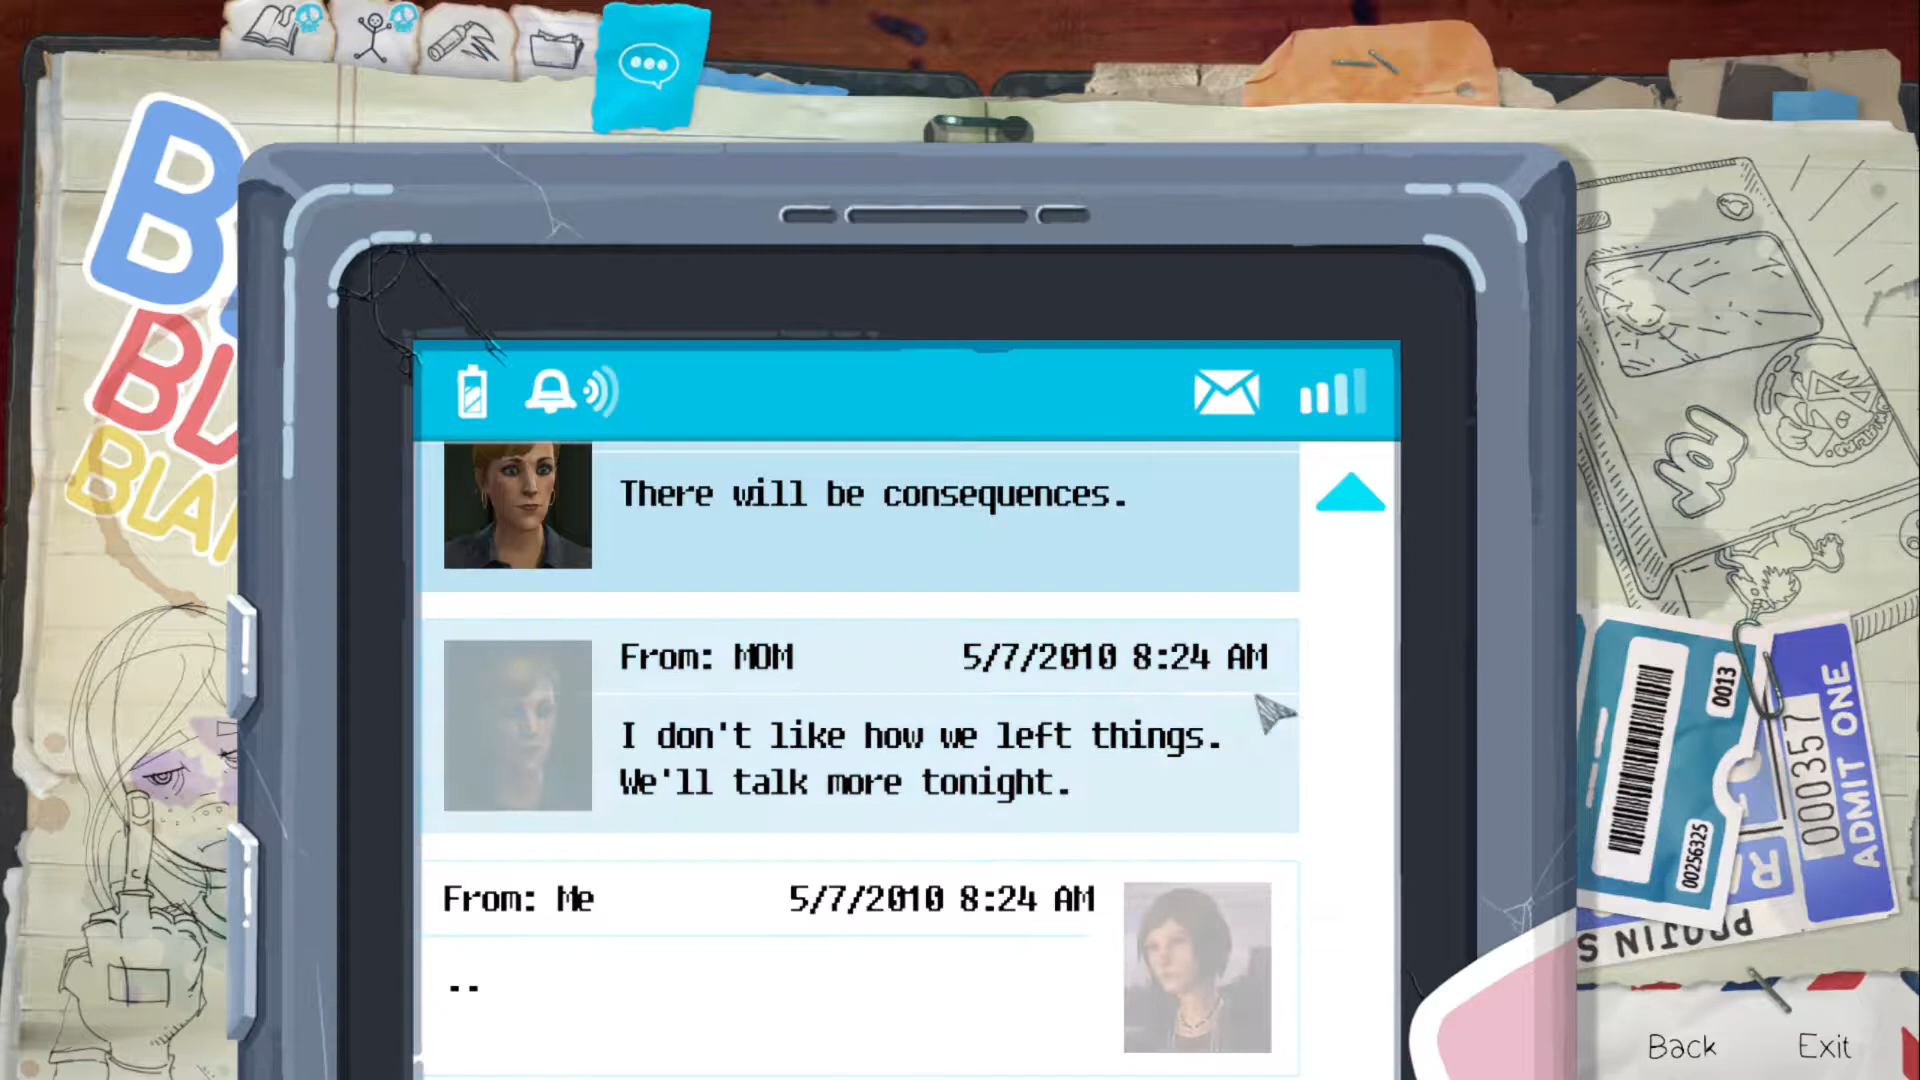 There will be consequences.
From: MOM 5/7/2010 8:24 AM
I don't like how we left things.
We'll talk more tonight.
From: Me 5/7/2010 8:24 AM
..
BLA
0013
00256325
000357
ADMIT ONE
Back
Exit